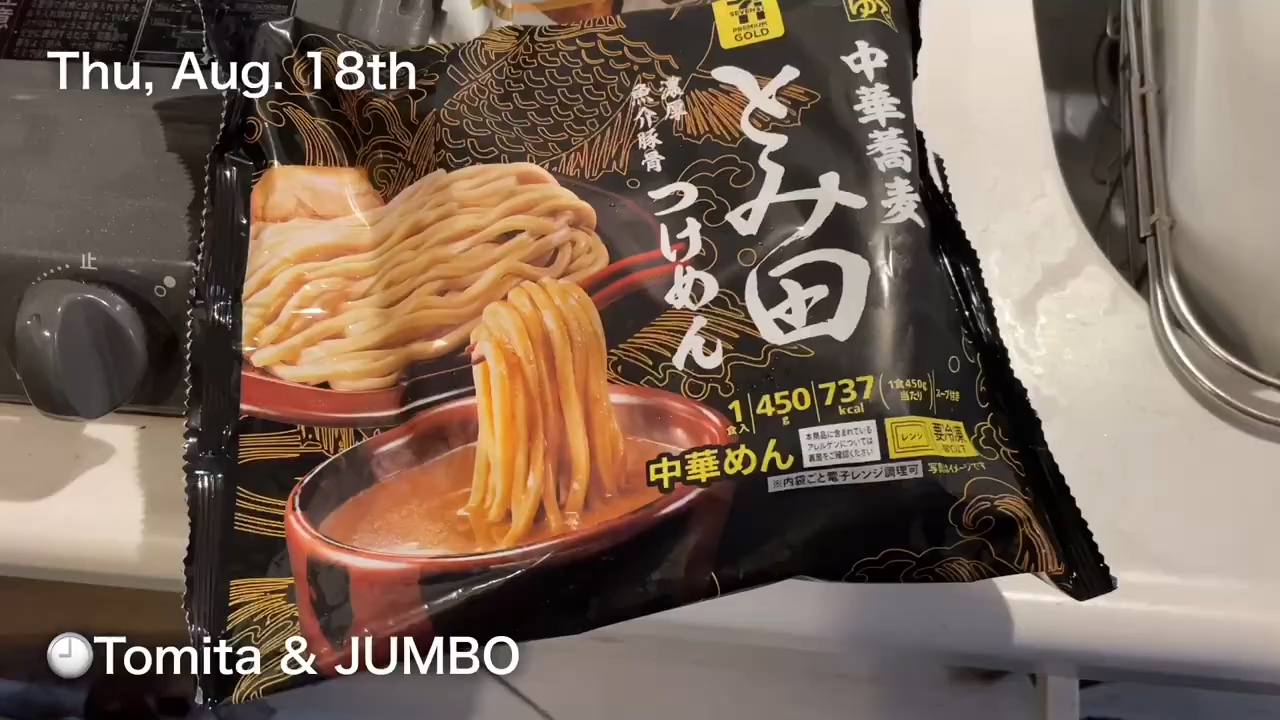 Thu, Aug. 18th
止
SEVEN
PREMIUM
GOLD
ゆ
中華蕎麦
とみ田
濃厚
魚介豚骨
つけめん
1食入
450g
737kcal
(1食450g当たり)
スープ付き
中華めん
本商品に含まれている
アレルゲンについては
裏面をご確認ください
レンジ
要冷凍
※内袋ごと電子レンジ調理可
写真はイメージです
🕘Tomita & JUMBO